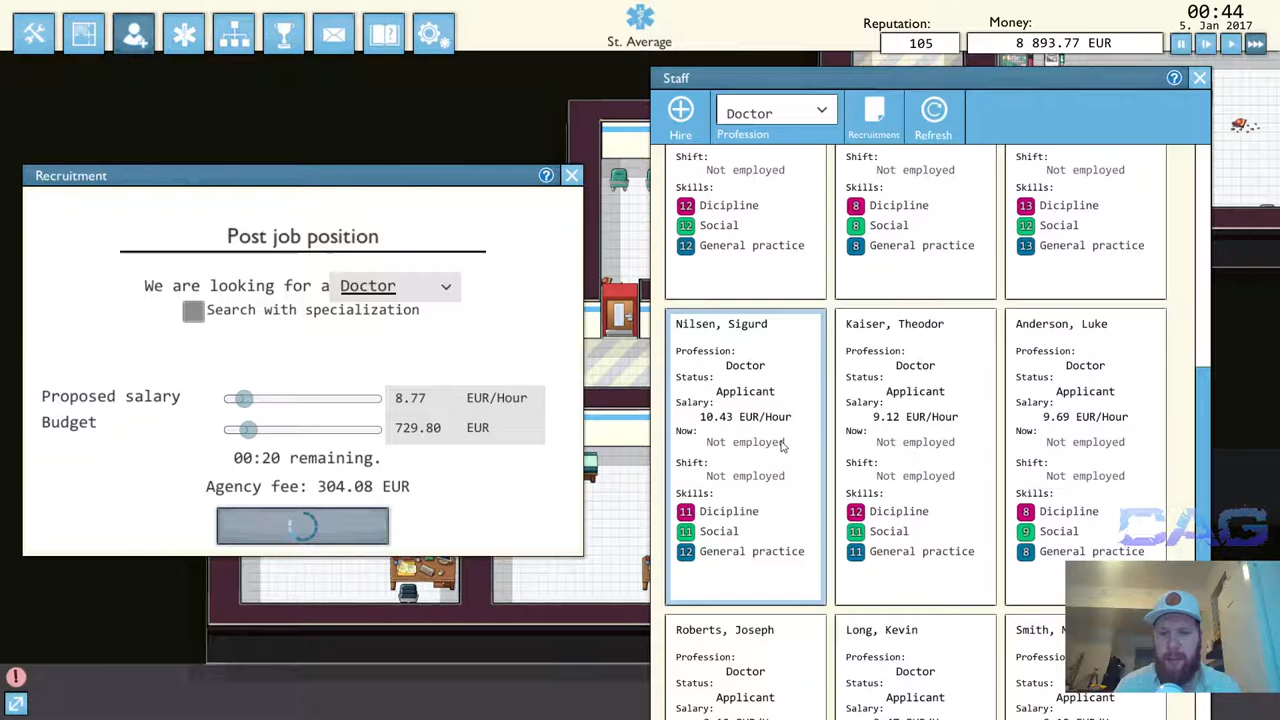 Reputation:
105
Money:
8 893.77 EUR
00:44
5. Jan 2017
St. Average
Staff
Hire
Doctor
Profession
Recruitment
Refresh
Shift:
Not employed
Skills:
12 Dicipline
12 Social
12 General practice
Shift:
Not employed
Skills:
8 Dicipline
8 Social
8 General practice
Shift:
Not employed
Skills:
13 Dicipline
12 Social
13 General practice
Nilsen, Sigurd
Profession:
Doctor
Status:
Applicant
Salary:
10.43 EUR/Hour
Now:
Not employed
Shift:
Not employed
Skills:
11 Dicipline
11 Social
12 General practice
Kaiser, Theodor
Profession:
Doctor
Status:
Applicant
Salary:
9.12 EUR/Hour
Now:
Not employed
Shift:
Not employed
Skills:
12 Dicipline
11 Social
11 General practice
Anderson, Luke
Profession:
Doctor
Status:
Applicant
Salary:
9.69 EUR/Hour
Now:
Not employed
Shift:
Not employed
Skills:
8 Dicipline
9 Social
8 General practice
Roberts, Joseph
Profession:
Doctor
Status:
Applicant
Salary:
Long, Kevin
Profession:
Doctor
Status:
Applicant
Salary:
Smith,
Recruitment
Post job position
We are looking for a Doctor
Search with specialization
Proposed salary 8.77 EUR/Hour
Budget 729.80 EUR
00:20 remaining.
Agency fee: 304.08 EUR
CAG